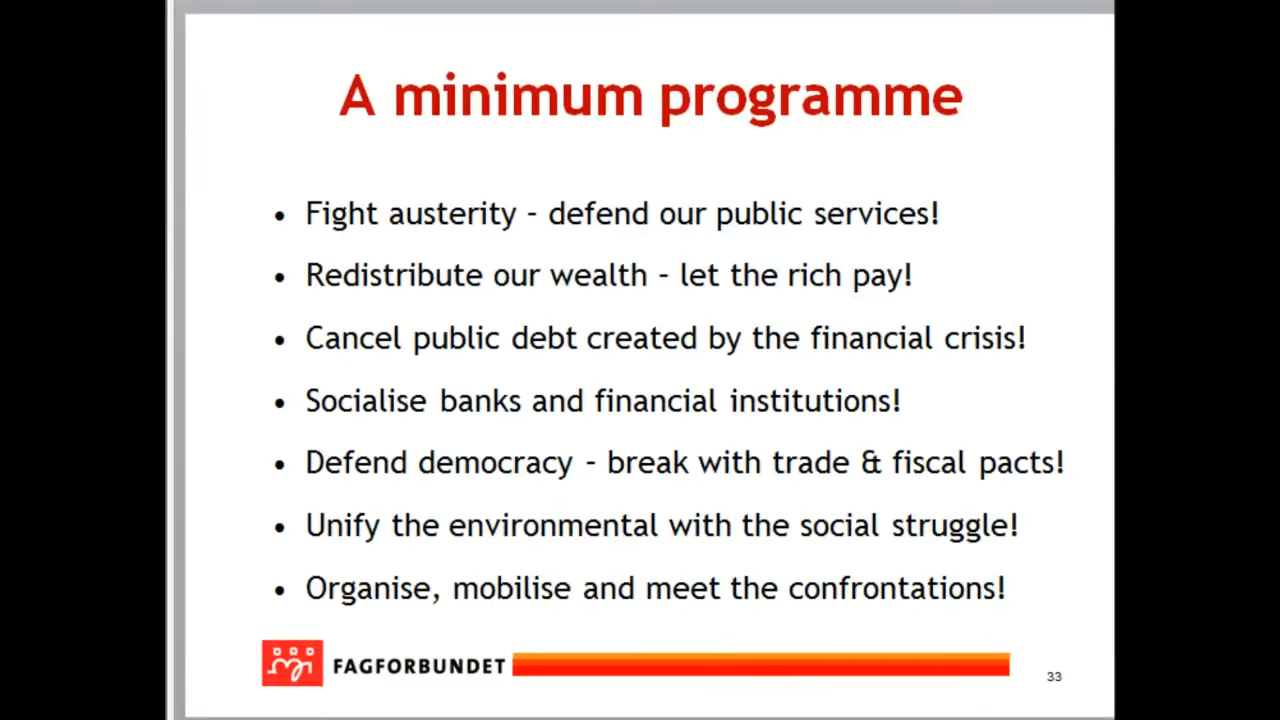 A minimum programme
• Fight austerity – defend our public services!
• Redistribute our wealth – let the rich pay!
• Cancel public debt created by the financial crisis!
• Socialise banks and financial institutions!
• Defend democracy – break with trade & fiscal pacts!
• Unify the environmental with the social struggle!
• Organise, mobilise and meet the confrontations!
FAGFORBUNDET
33